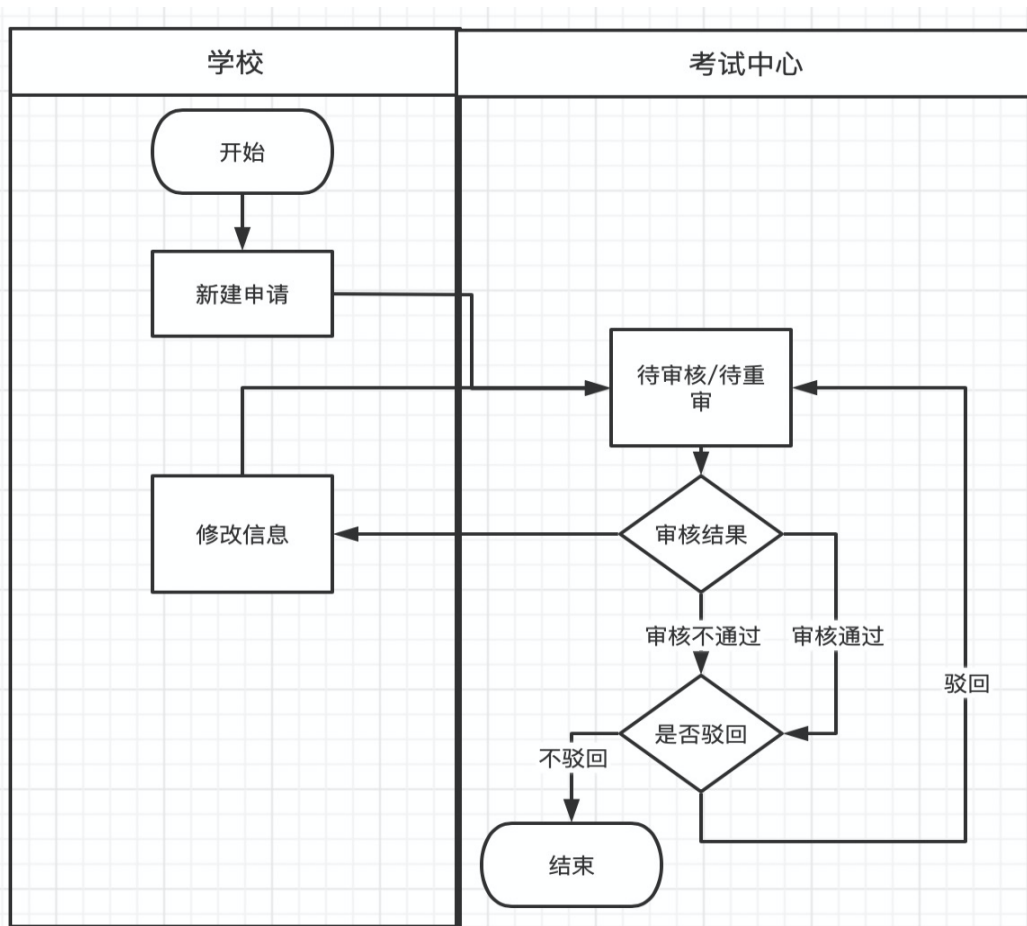 学校
考试中心
开始
新建申请
待审核/待重
审
修改信息
审核结果
审核不通过
审核通过
驳回
是否驳回
不驳回
结束